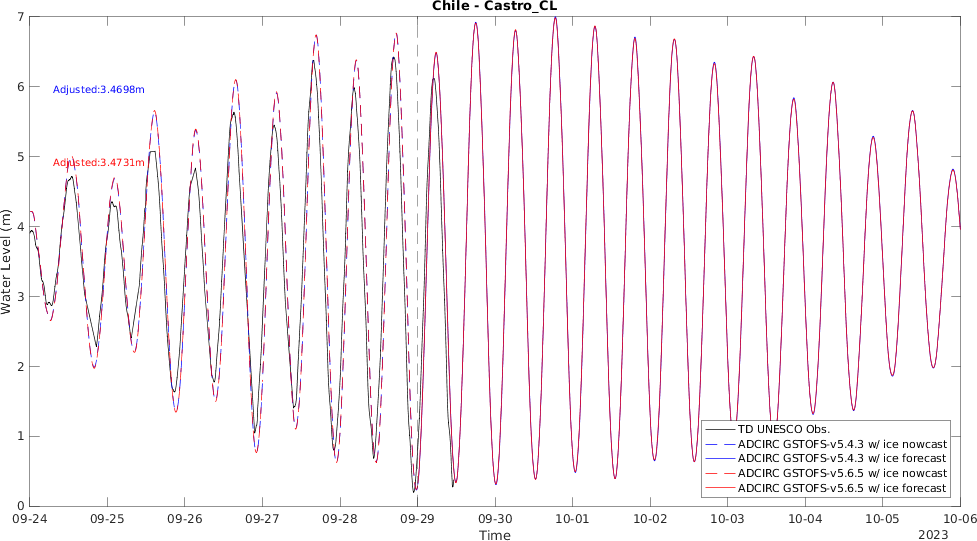 Chile - Castro_CL
7
6
5
4
3
2
1
0
Water Level (m)
Adjusted:3.4698m
Adjusted:3.4731m
TD UNESCO Obs.
ADCIRC GSTOFS-v5.4.3 w/ ice nowcast
ADCIRC GSTOFS-v5.4.3 w/ ice forecast
ADCIRC GSTOFS-v5.6.5 w/ ice nowcast
ADCIRC GSTOFS-v5.6.5 w/ ice forecast
09-24 09-25 09-26 09-27 09-28 09-29 09-30 10-01 10-02 10-03 10-04 10-05 10-06
Time
2023